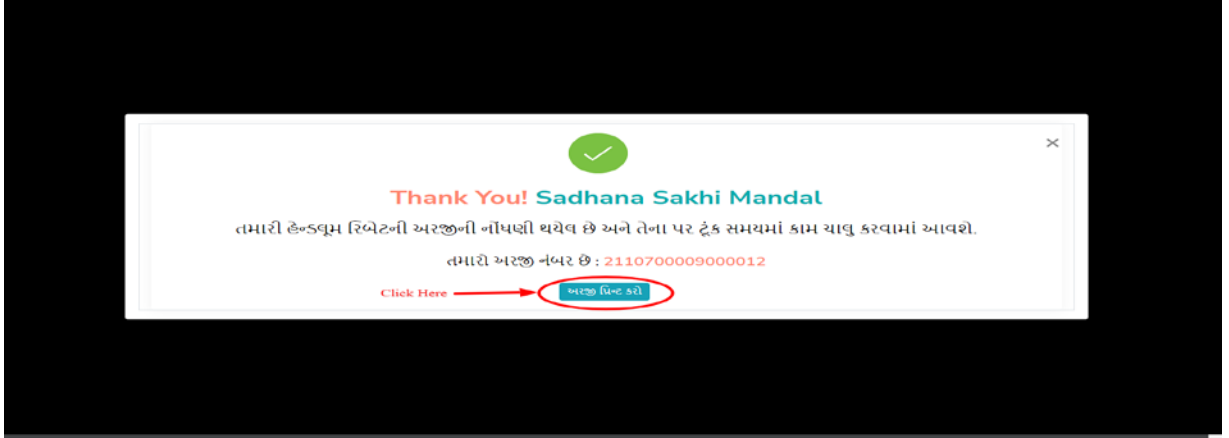 ×
Thank You! Sadhana Sakhi Mandal
તમારી હેન્ડલૂમ રિબેટની અરજીની નોંધણી થયેલ છે અને તેના પર ટૂંક સમયમાં કામ ચાલુ કરવામાં આવશે.
તમારો અરજી નંબર છે : 2110700009000012
Click Here અરજી પ્રિન્ટ કરો